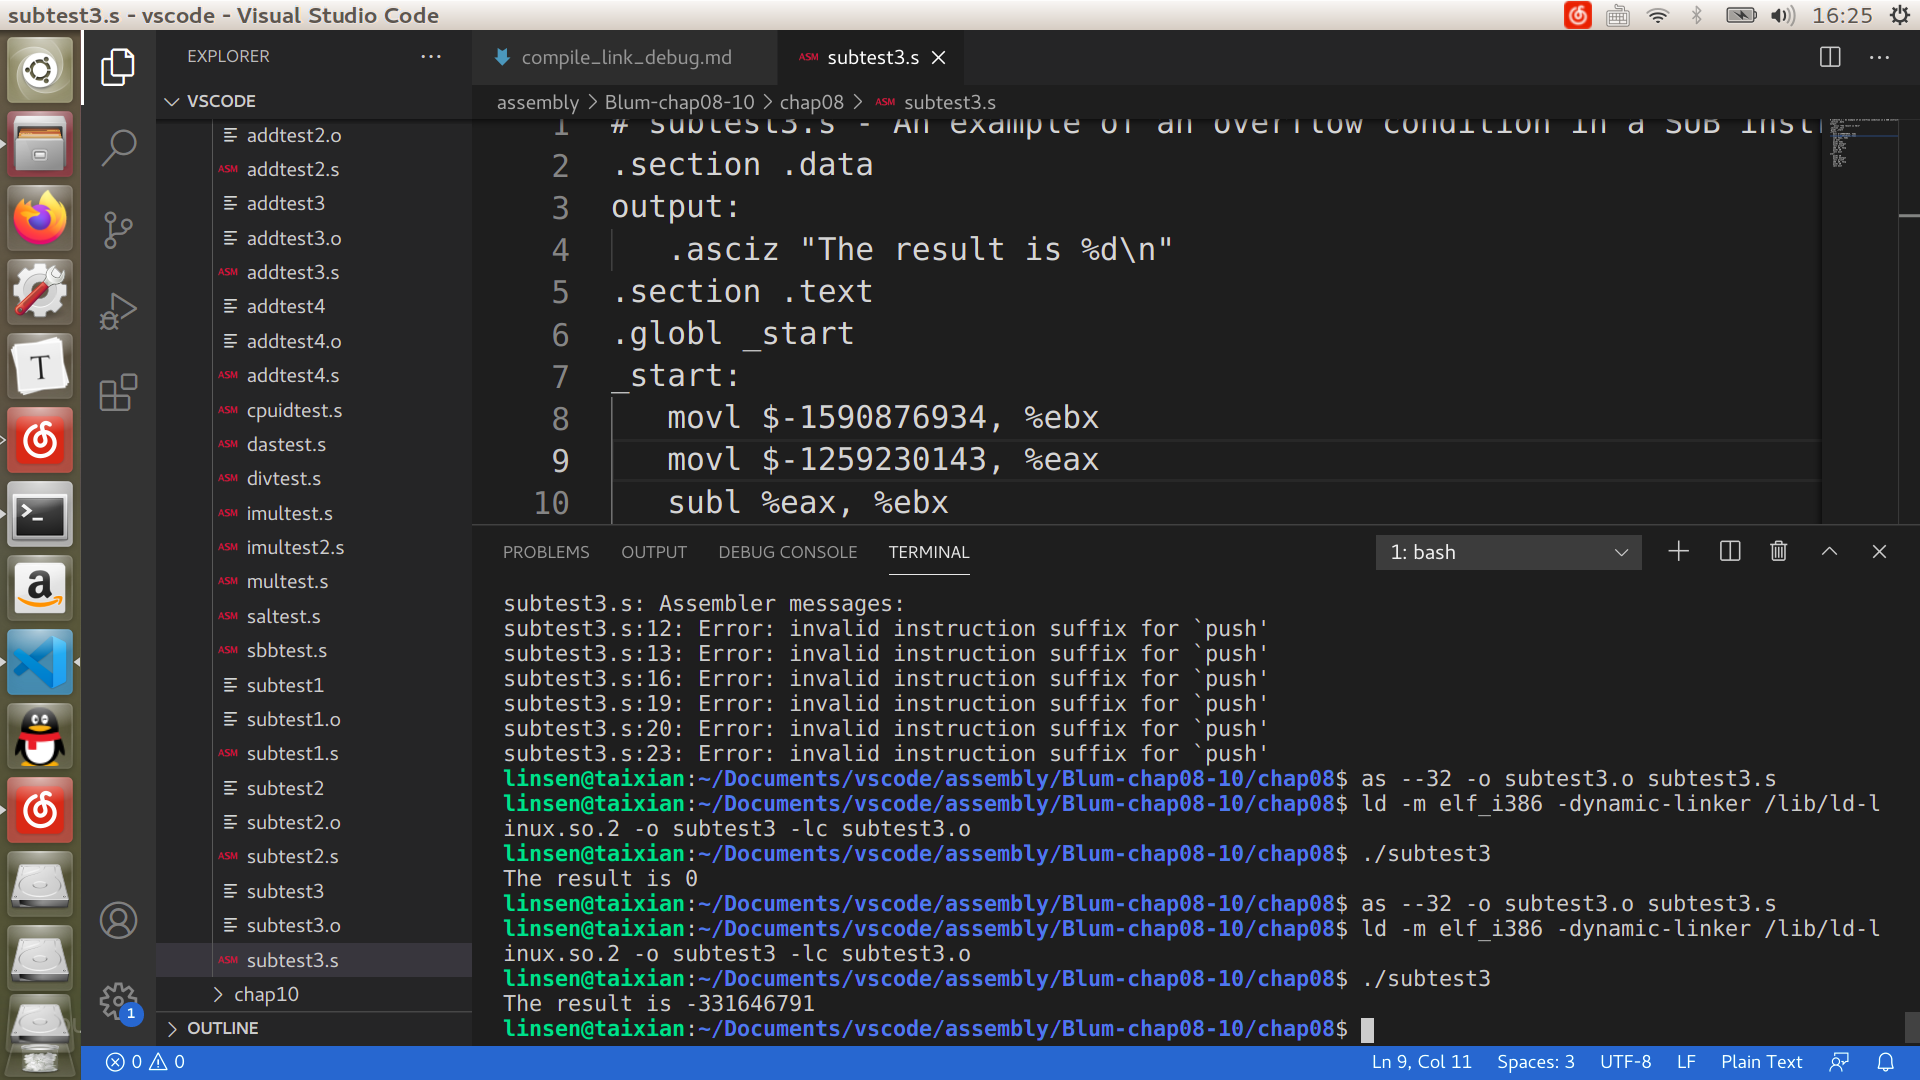 subtest3.s - vscode - Visual Studio Code
16:25
EXPLORER
compile_link_debug.md
ASM subtest3.s
VSCODE
assembly > Blum-chap08-10 > chap08 > ASM subtest3.s
addtest2.o
ASM addtest2.s
addtest3
addtest3.o
ASM addtest3.s
addtest4
addtest4.o
ASM addtest4.s
ASM cpuidtest.s
ASM dastest.s
ASM divtest.s
ASM imultest.s
ASM imultest2.s
ASM multest.s
ASM saltest.s
ASM sbbtest.s
subtest1
subtest1.o
ASM subtest1.s
subtest2
subtest2.o
ASM subtest2.s
subtest3
subtest3.o
ASM subtest3.s
chap10
OUTLINE
1 # subtest3.s - An example of an overflow condition in a SUB inst
2 .section .data
3 output:
4 .asciz "The result is %d\n"
5 .section .text
6 .globl _start
7 _start:
8 movl $-1590876934, %ebx
9 movl $-1259230143, %eax
10 subl %eax, %ebx
PROBLEMS OUTPUT DEBUG CONSOLE TERMINAL
1: bash
subtest3.s: Assembler messages:
subtest3.s:12: Error: invalid instruction suffix for `push'
subtest3.s:13: Error: invalid instruction suffix for `push'
subtest3.s:16: Error: invalid instruction suffix for `push'
subtest3.s:19: Error: invalid instruction suffix for `push'
subtest3.s:20: Error: invalid instruction suffix for `push'
subtest3.s:23: Error: invalid instruction suffix for `push'
linsen@taixian:~/Documents/vscode/assembly/Blum-chap08-10/chap08$ as --32 -o subtest3.o subtest3.s
linsen@taixian:~/Documents/vscode/assembly/Blum-chap08-10/chap08$ ld -m elf_i386 -dynamic-linker /lib/ld-l
inux.so.2 -o subtest3 -lc subtest3.o
linsen@taixian:~/Documents/vscode/assembly/Blum-chap08-10/chap08$ ./subtest3
The result is 0
linsen@taixian:~/Documents/vscode/assembly/Blum-chap08-10/chap08$ as --32 -o subtest3.o subtest3.s
linsen@taixian:~/Documents/vscode/assembly/Blum-chap08-10/chap08$ ld -m elf_i386 -dynamic-linker /lib/ld-l
inux.so.2 -o subtest3 -lc subtest3.o
linsen@taixian:~/Documents/vscode/assembly/Blum-chap08-10/chap08$ ./subtest3
The result is -331646791
linsen@taixian:~/Documents/vscode/assembly/Blum-chap08-10/chap08$
T
>_
a
1
0 0
Ln 9, Col 11
Spaces: 3
UTF-8
LF
Plain Text